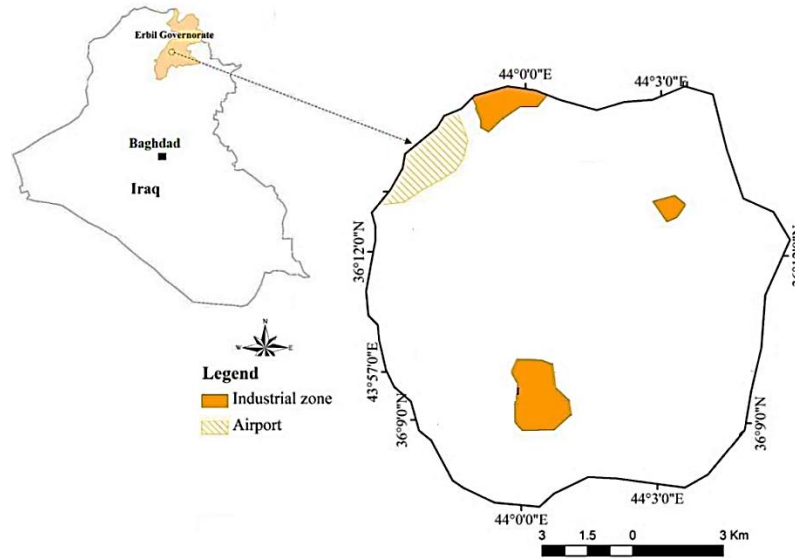 Erbil Governorate
Baghdad
Iraq
44°0'0"E
44°3'0"E
36°12'0"N
43°57'0"E
36°9'0"N
36°9'0"N
44°0'0"E
44°3'0"E
N
W
E
S
Legend
Industrial zone
Airport
3 1.5 0 3 Km